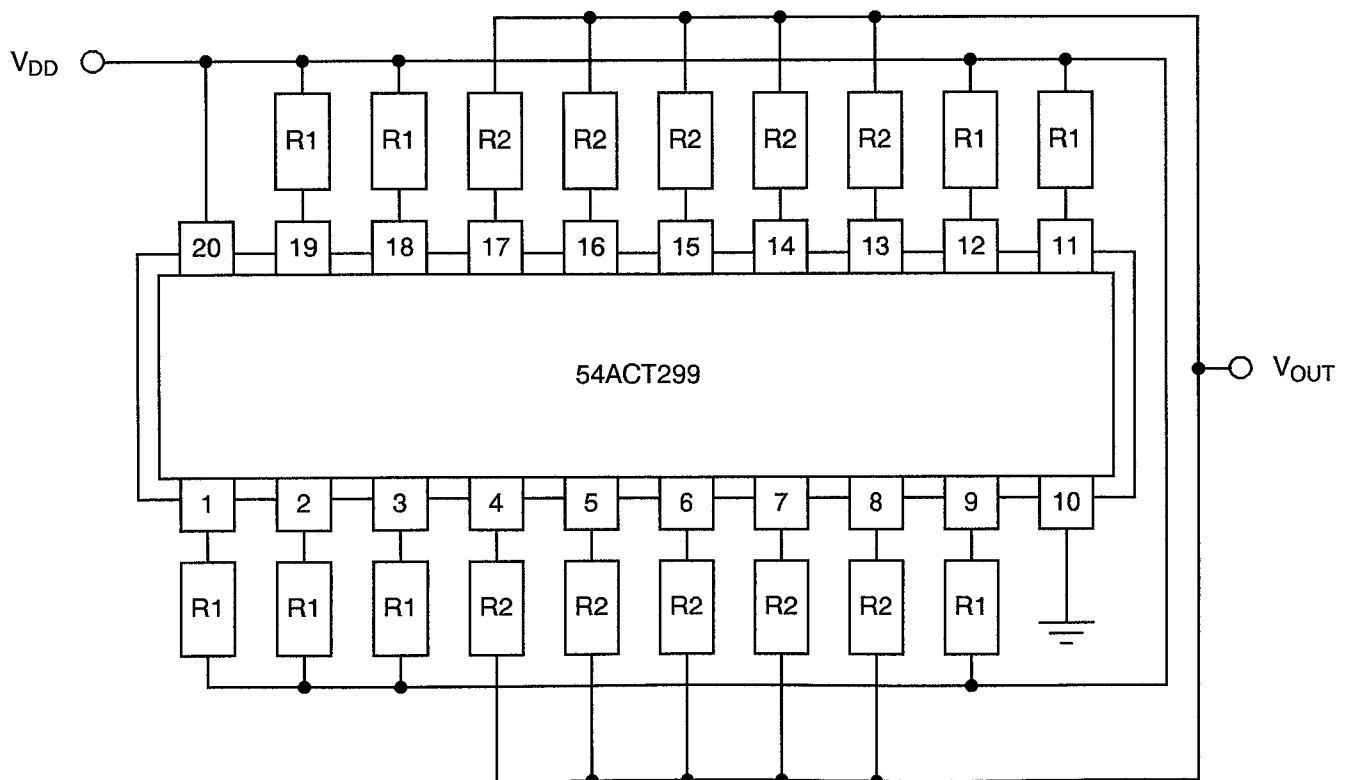 V_DD
R1 R1 R2 R2 R2 R2 R2 R1 R1
20 19 18 17 16 15 14 13 12 11
54ACT299
V_OUT
1 2 3 4 5 6 7 8 9 10
R1 R1 R1 R2 R2 R2 R2 R2 R1